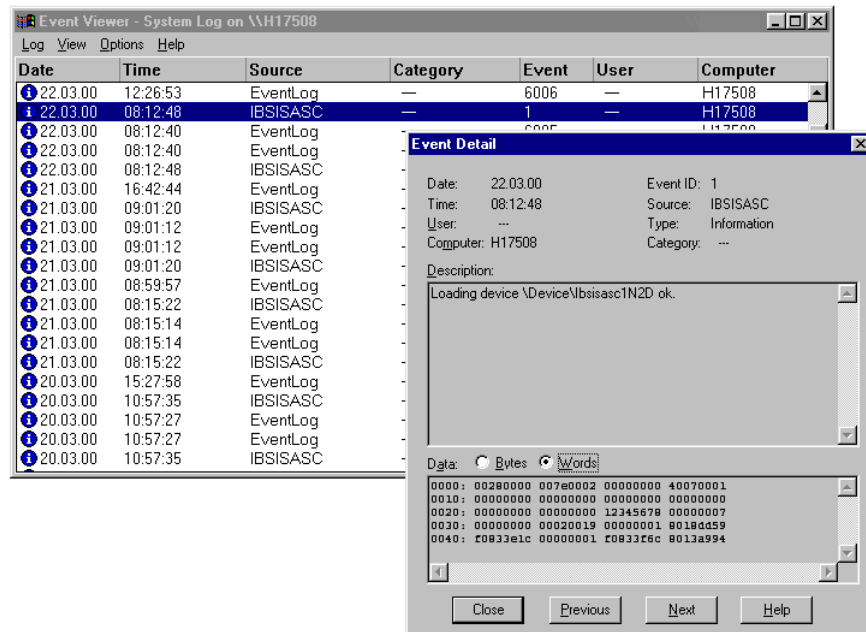 Event Viewer - System Log on \\H17508
Log View Options Help
Date Time Source Category Event User Computer
22.03.00 12:26:53 EventLog — 6006 — H17508
22.03.00 08:12:48 IBSISASC — 1 — H17508
22.03.00 08:12:40 EventLog
22.03.00 08:12:40 EventLog
22.03.00 08:12:48 IBSISASC
21.03.00 16:42:44 EventLog
21.03.00 09:01:20 IBSISASC
21.03.00 09:01:12 EventLog
21.03.00 09:01:12 EventLog
21.03.00 09:01:20 IBSISASC
21.03.00 08:59:57 EventLog
21.03.00 08:15:22 IBSISASC
21.03.00 08:15:14 EventLog
21.03.00 08:15:14 EventLog
21.03.00 08:15:22 IBSISASC
20.03.00 15:27:58 EventLog
20.03.00 10:57:35 IBSISASC
20.03.00 10:57:27 EventLog
20.03.00 10:57:27 EventLog
20.03.00 10:57:35 IBSISASC
Event Detail
Date: 22.03.00 Event ID: 1
Time: 08:12:48 Source: IBSISASC
User: --- Type: Information
Computer: H17508 Category: ---
Description:
Loading device \Device\Ibsisasc1N2D ok.
Data: Bytes Words
0000: 00280000 007e0002 00000000 40070001
0010: 00000000 00000000 00000000 00000000
0020: 00000000 00000000 12345678 00000007
0030: 00000000 00020019 00000001 8018dd59
0040: f0833e1c 00000001 f0833f6c 8013a994
Close Previous Next Help